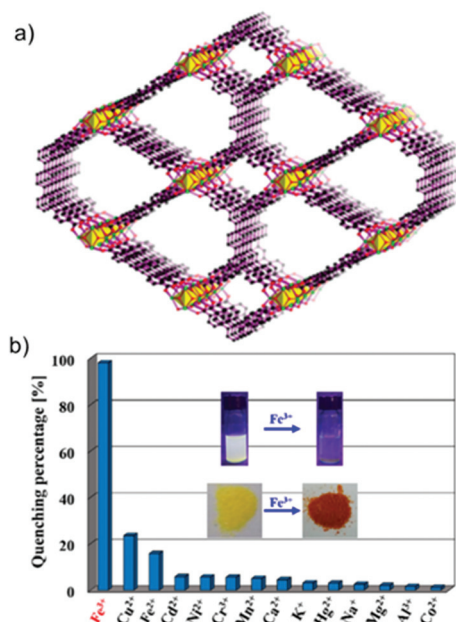 a)
b)
100
80
60
40
20
0
Quenching percentage [%]
Fe³⁺
Fe³⁺
Fe³⁺
Cu²⁺
Fe²⁺
Cd²⁺
Ni²⁺
Cr³⁺
Mn²⁺
Ca²⁺
K⁺
Hg²⁺
Na⁺
Mg²⁺
Al³⁺
Co²⁺